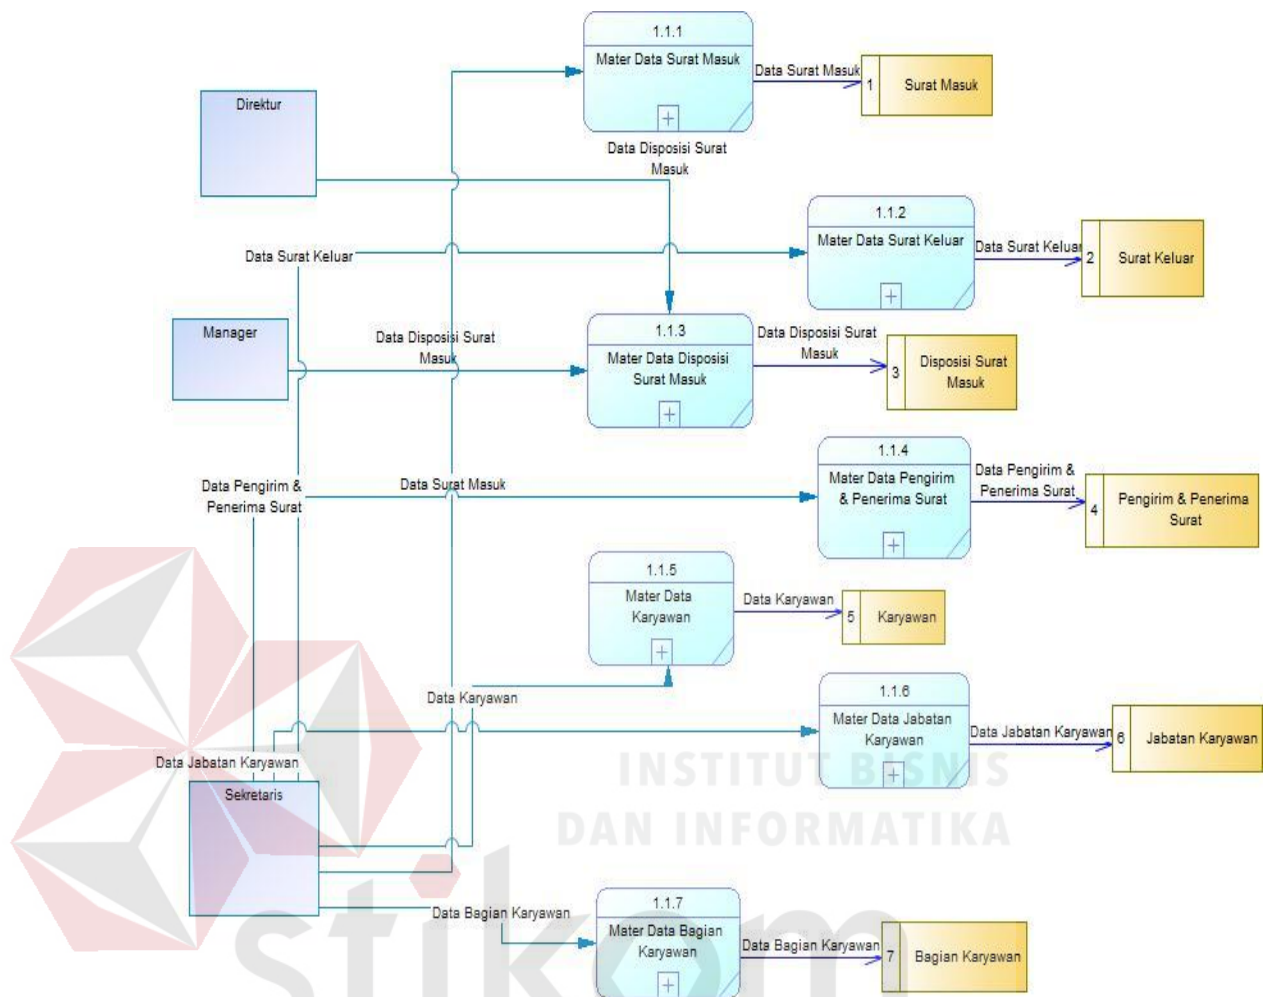 1.1.1
Mater Data Surat Masuk
Data Surat Masuk
1
Surat Masuk
Direktur
Data Disposisi Surat
Masuk
1.1.2
Mater Data Surat Keluar
Data Surat Keluar
2
Surat Keluar
Data Surat Keluar
Manager
Data Disposisi Surat
Masuk
1.1.3
Mater Data Disposisi
Surat Masuk
Data Disposisi Surat
Masuk
3
Disposisi Surat
Masuk
1.1.4
Mater Data Pengirim
& Penerima Surat
Data Pengirim &
Penerima Surat
4
Pengirim & Penerima
Surat
Data Pengirim &
Penerima Surat
Data Surat Masuk
1.1.5
Mater Data
Karyawan
Data Karyawan
5
Karyawan
Data Karyawan
1.1.6
Mater Data Jabatan
Karyawan
Data Jabatan Karyawan
6
Jabatan Karyawan
Data Jabatan Karyawan
Sekretaris
INSTITUT BISNIS
DAN INFORMATIKA
stikom
Data Bagian Karyawan
1.1.7
Mater Data Bagian
Karyawan
Data Bagian Karyawan
7
Bagian Karyawan